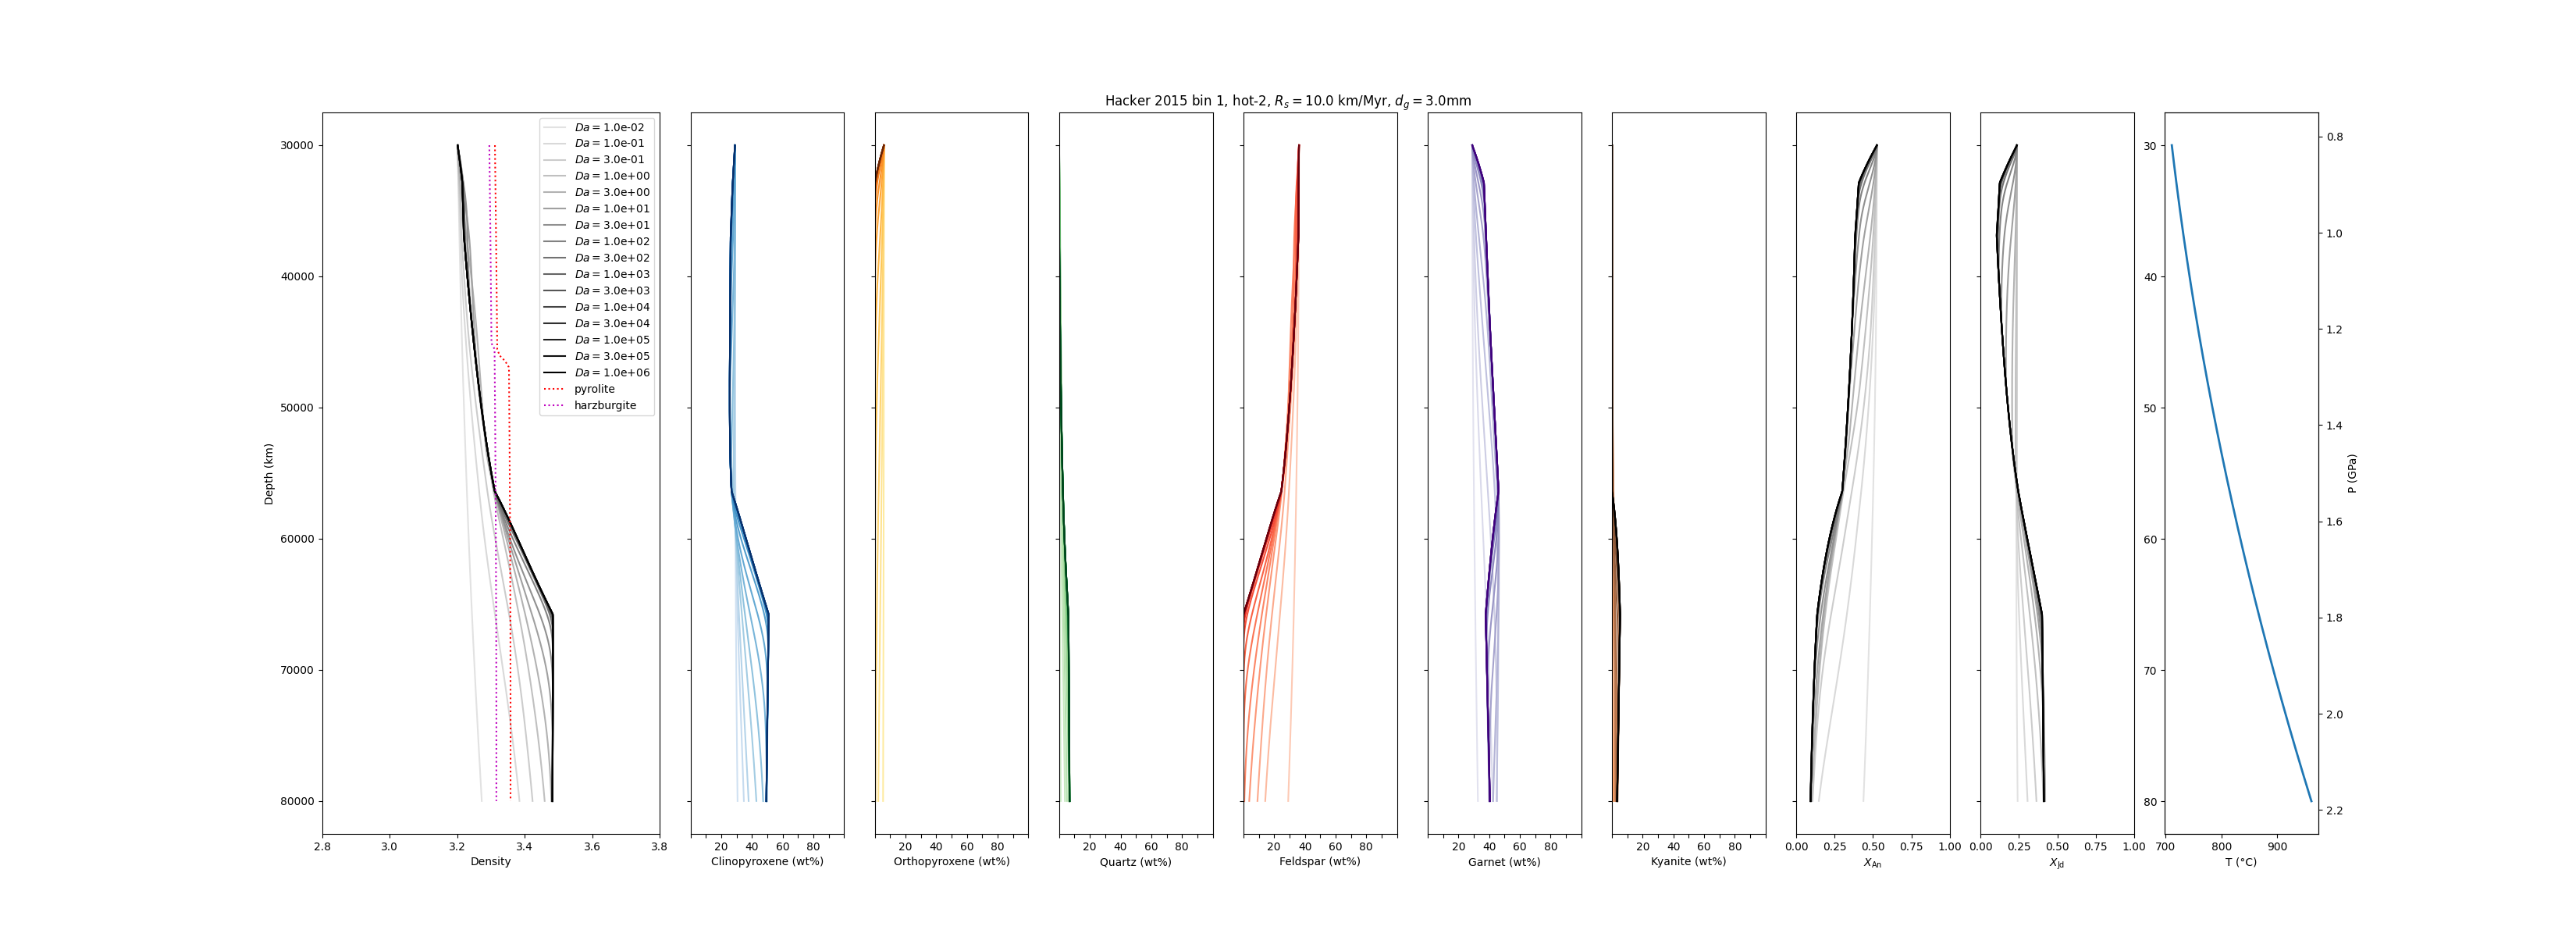 Hacker 2015 bin 1, hot-2, R_s = 10.0 km/Myr, d_g = 3.0mm
Da = 1.0e-02
Da = 1.0e-01
Da = 3.0e-01
Da = 1.0e+00
Da = 3.0e+00
Da = 1.0e+01
Da = 3.0e+01
Da = 1.0e+02
Da = 3.0e+02
Da = 1.0e+03
Da = 3.0e+03
Da = 1.0e+04
Da = 3.0e+04
Da = 1.0e+05
Da = 3.0e+05
Da = 1.0e+06
pyrolite
harzburgite
Depth (km)
30000
40000
50000
60000
70000
80000
2.8 3.0 3.2 3.4 3.6 3.8
Density
20 40 60 80
Clinopyroxene (wt%)
20 40 60 80
Orthopyroxene (wt%)
20 40 60 80
Quartz (wt%)
20 40 60 80
Feldspar (wt%)
20 40 60 80
Garnet (wt%)
20 40 60 80
Kyanite (wt%)
0.00 0.25 0.50 0.75 1.00
X_An
0.00 0.25 0.50 0.75 1.00
X_Jd
30
40
50
60
70
80
700 800 900
T (°C)
0.8
1.0
1.2
1.4
1.6
1.8
2.0
2.2
P (GPa)